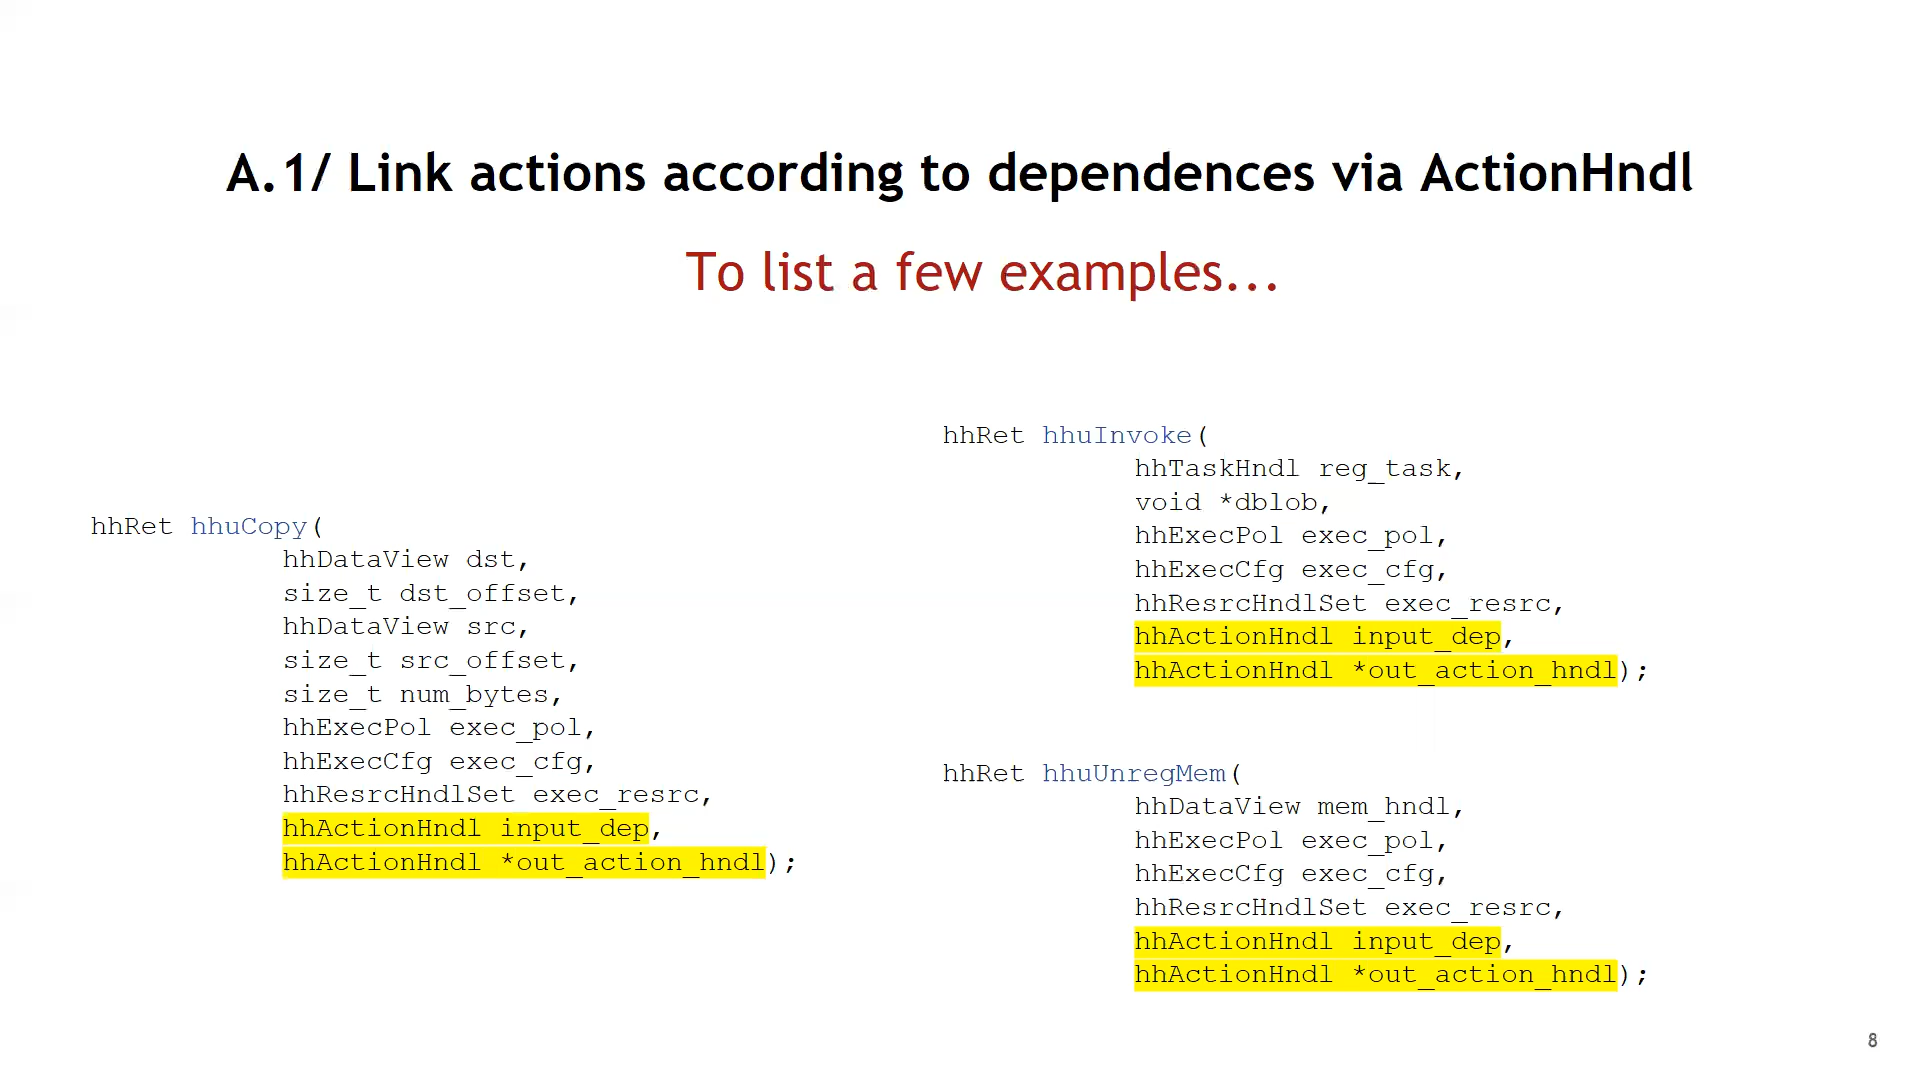 A.1/ Link actions according to dependences via ActionHndl
To list a few examples...
hhRet hhuCopy(
hhDataView dst,
size_t dst_offset,
hhDataView src,
size_t src_offset,
size_t num_bytes,
hhExecPol exec_pol,
hhExecCfg exec_cfg,
hhResrcHndlSet exec_resrc,
hhActionHndl input_dep,
hhActionHndl *out_action_hndl);
hhRet hhuInvoke(
hhTaskHndl reg_task,
void *dblob,
hhExecPol exec_pol,
hhExecCfg exec_cfg,
hhResrcHndlSet exec_resrc,
hhActionHndl input_dep,
hhActionHndl *out_action_hndl);
hhRet hhuUnregMem(
hhDataView mem_hndl,
hhExecPol exec_pol,
hhExecCfg exec_cfg,
hhResrcHndlSet exec_resrc,
hhActionHndl input_dep,
hhActionHndl *out_action_hndl);
8